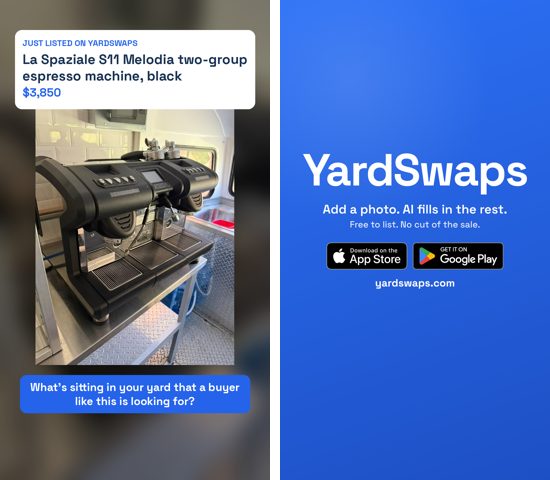 JUST LISTED ON YARDSWAPS
La Spaziale S11 Melodia two-group
espresso machine, black
$3,850
What's sitting in your yard that a buyer
like this is looking for?
YardSwaps
Add a photo. AI fills in the rest.
Free to list. No cut of the sale.
Download on the
App Store
GET IT ON
Google Play
yardswaps.com